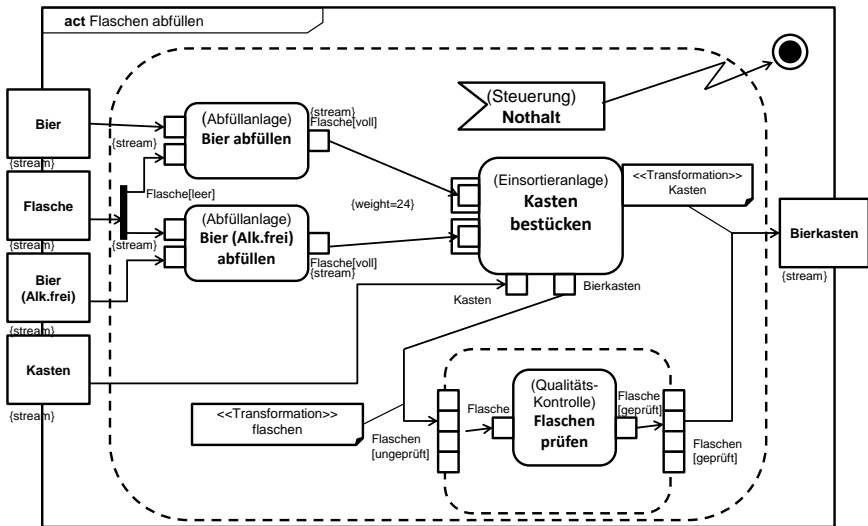 act Flaschen abfüllen
Bier
{stream}
Flasche
{stream}
Bier
(Alk.frei)
{stream}
Kasten
{stream}
{stream}
Flasche[leer]
{stream}
(Abfüllanlage)
Bier abfüllen
{stream}
Flasche[voll]
(Abfüllanlage)
Bier (Alk.frei)
abfüllen
Flasche[voll]
{stream}
{weight=24}
(Steuerung)
Nothalt
(Einsortieranlage)
Kasten
bestücken
Kasten
Bierkasten
<<Transformation>>
Kasten
Bierkasten
{stream}
<<Transformation>>
flaschen
Flaschen
[ungeprüft]
Flasche
(Qualitäts-
Kontrolle)
Flaschen
prüfen
Flasche
[geprüft]
Flaschen
[geprüft]